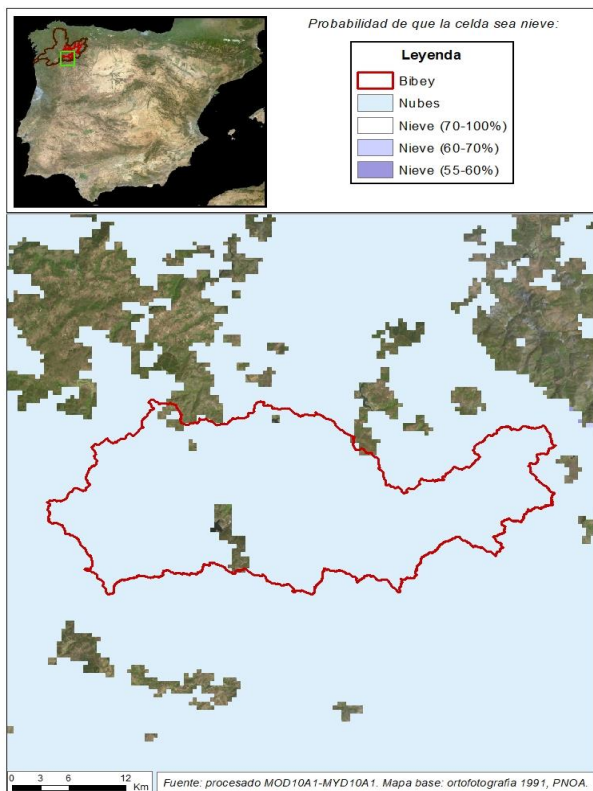 Probabilidad de que la celda sea nieve:
Leyenda
Bibey
Nubes
Nieve (70-100%)
Nieve (60-70%)
Nieve (55-60%)
0 3 6 12
Km
Fuente: procesado MOD10A1-MYD10A1. Mapa base: ortofotografía 1991, PNOA.